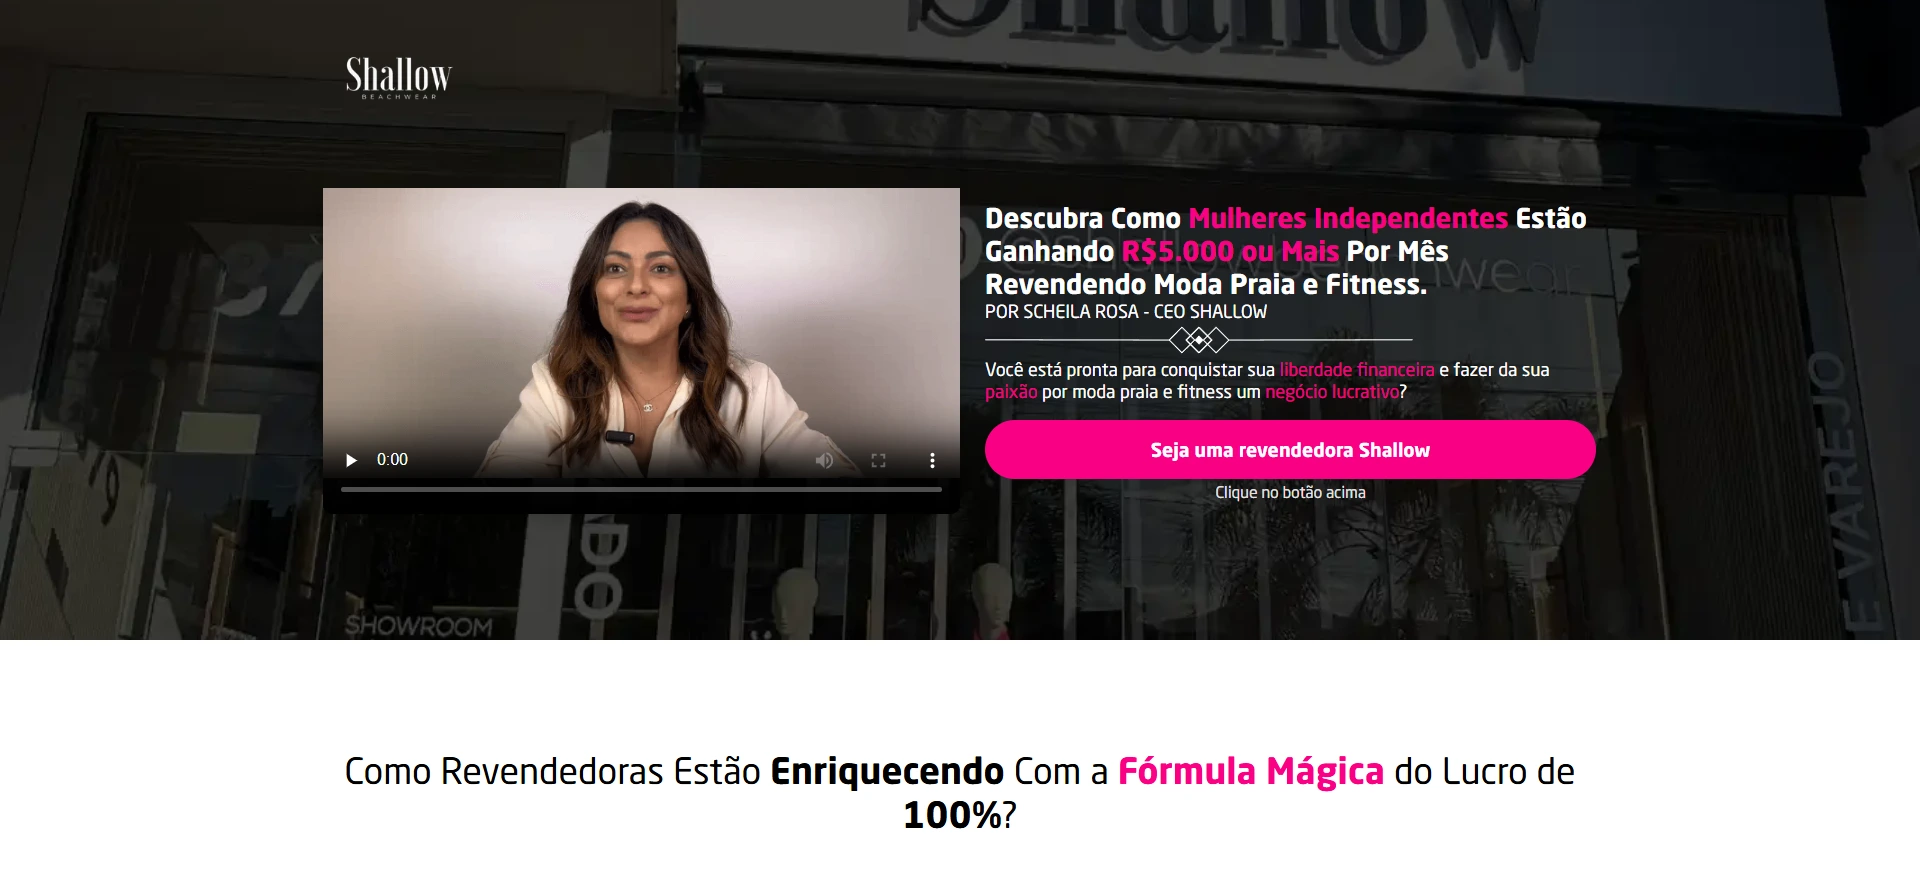 Shallow
Shallow
BEACHWEAR
Descubra Como Mulheres Independentes Estão
Ganhando R$5.000 ou Mais Por Mês
Revendendo Moda Praia e Fitness.
POR SCHEILA ROSA - CEO SHALLOW
Você está pronta para conquistar sua liberdade financeira e fazer da sua
paixão por moda praia e fitness um negócio lucrativo?
Seja uma revendedora Shallow
Clique no botão acima
0:00
E VAREJO
SHOWROOM
Como Revendedoras Estão Enriquecendo Com a Fórmula Mágica do Lucro de
100%?